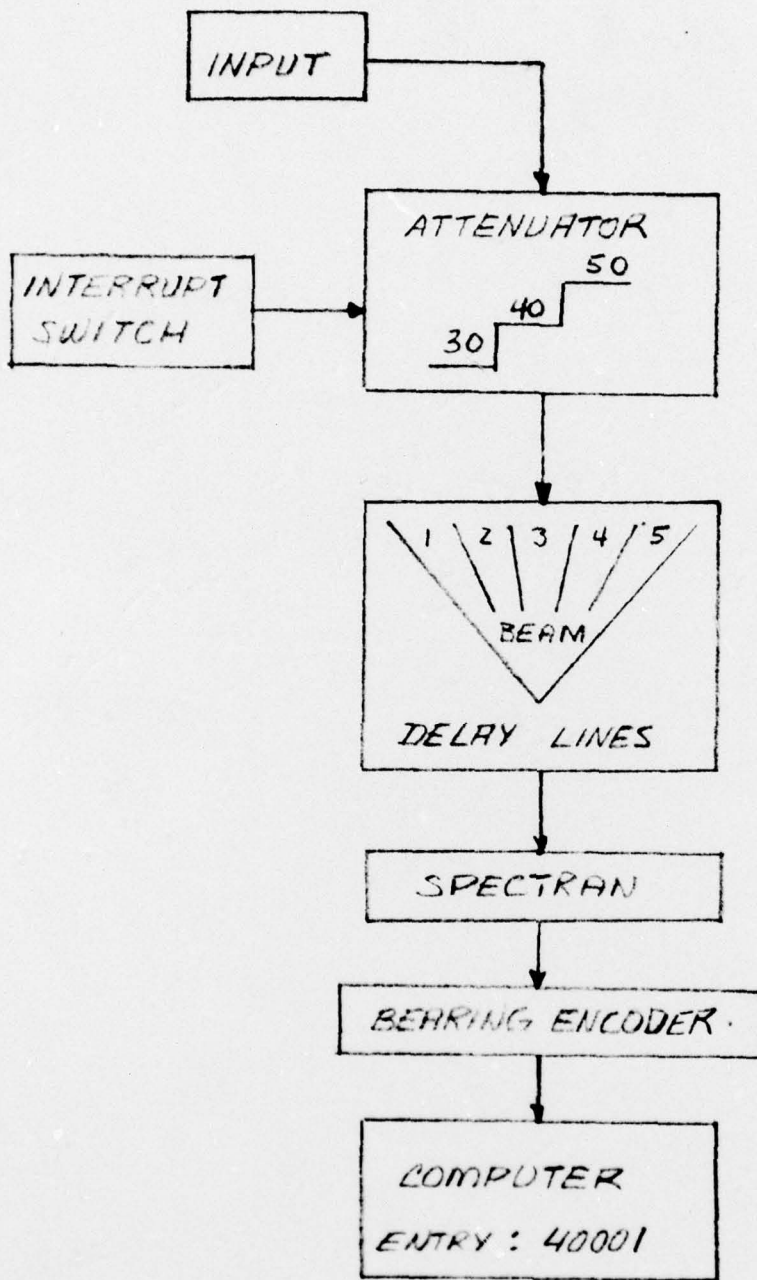 INPUT
ATTENUATOR
50
INTERRUPT
SWITCH
40
30
1 2 3 4 5
BEAM
DELAY LINES
SPECTRAN
BEARING ENCODER
COMPUTER
ENTRY : 40001